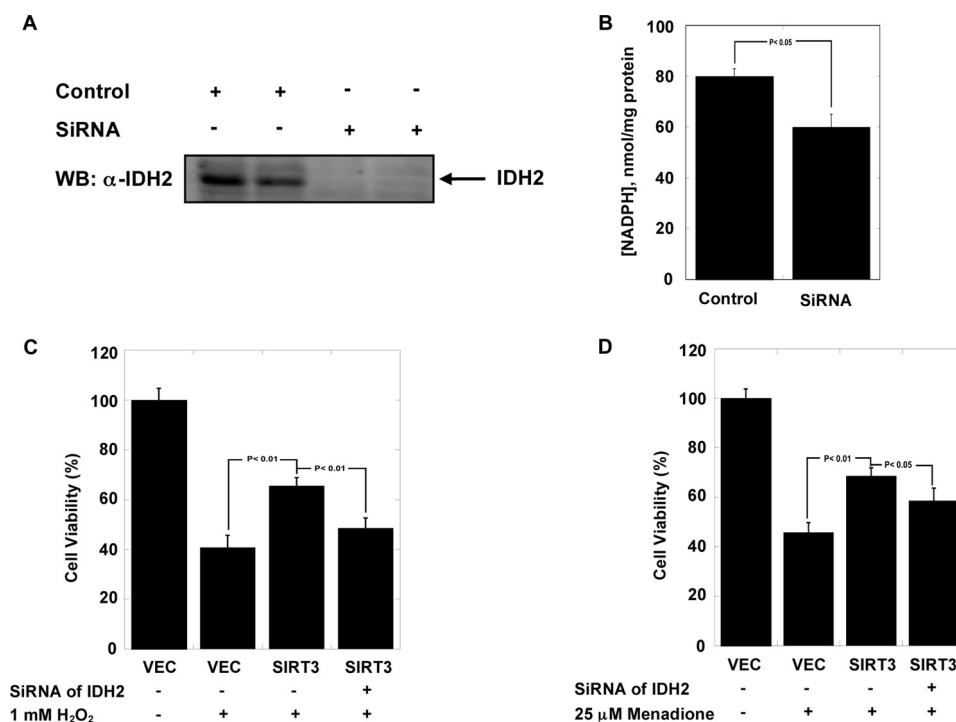 A
Control + + - -
SiRNA - - + +
WB: α-IDH2
IDH2
B
[NADPH], nmol/mg protein
100
80
60
40
20
0
P< 0.05
Control SiRNA
C
Cell Viability (%)
120
100
80
60
40
20
0
P< 0.01 P< 0.01
VEC VEC SIRT3 SIRT3
SiRNA of IDH2 - - - +
1 mM H₂O₂ - + + +
D
Cell Viability (%)
120
100
80
60
40
20
0
P< 0.01 P< 0.05
VEC VEC SIRT3 SIRT3
SiRNA of IDH2 - - - +
25 μM Menadione - + + +